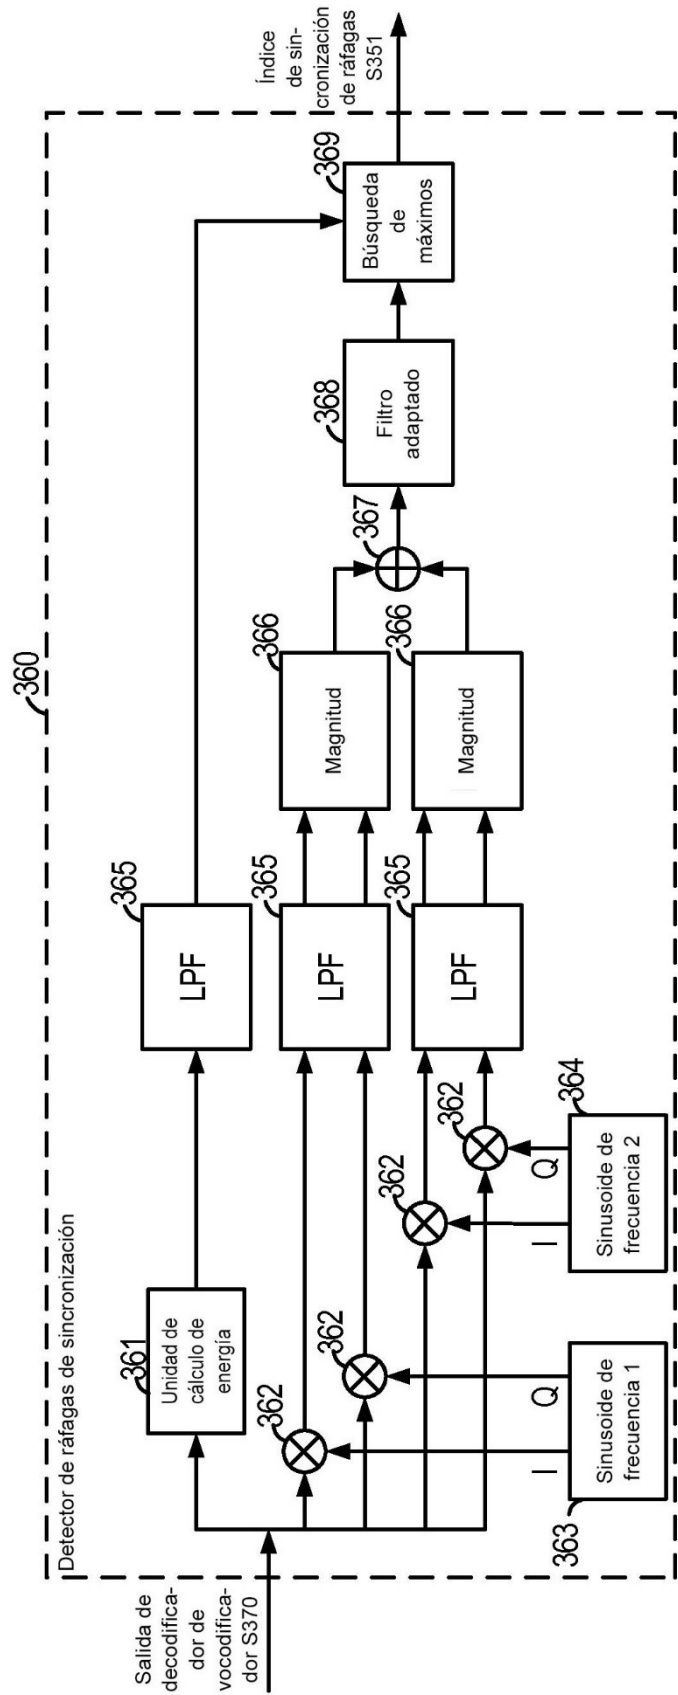 360
Detector de ráfagas de sincronización
Salida de
decodifica-
dor de
vocodifica-
dor S370
361
Unidad de
cálculo de
energía
362
362
362
362
I
Q
I
Q
Sinusoide de
frecuencia 1
363
Sinusoide de
frecuencia 2
364
365
LPF
365
LPF
365
LPF
366
Magnitud
366
Magnitud
367
368
Filtro
adaptado
369
Búsqueda
de
máximos
Índice
de sin-
cronización
de ráfagas
S351